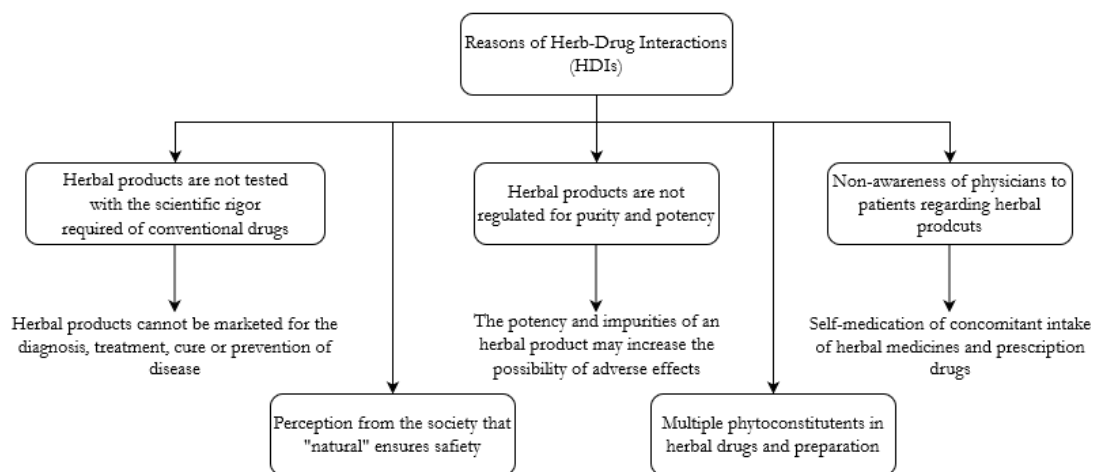 Reasons of Herb-Drug Interactions
(HDIs)
Herbal products are not tested
with the scientific rigor
required of conventional drugs
Herbal products are not
regulated for purity and potency
Non-awareness of physicians to
patients regarding herbal
prodcuts
Herbal products cannot be marketed for the
diagnosis, treatment, cure or prevention of
disease
The potency and impurities of an
herbal product may increase the
possibility of adverse effects
Self-medication of concomitant intake
of herbal medicines and prescription
drugs
Perception from the society that
"natural" ensures safiety
Multiple phytoconstitutents in
herbal drugs and preparation